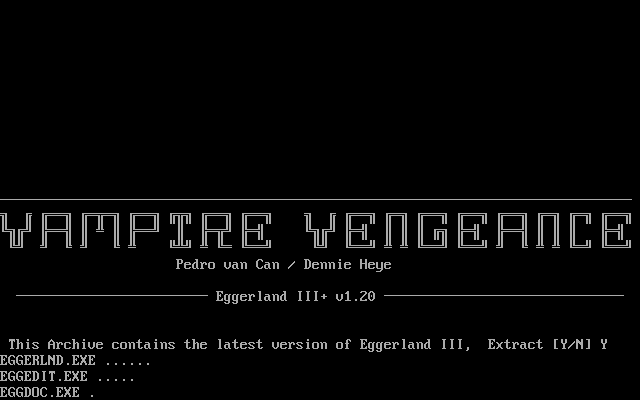 VAMPIRE VENGEANCE
Pedro van Can / Dennie Heye
Eggerland III+ v1.20
This Archive contains the latest version of Eggerland III,  Extract [Y/N] Y
EGGERLND.EXE ......
EGGEDIT.EXE .....
EGGDOC.EXE .